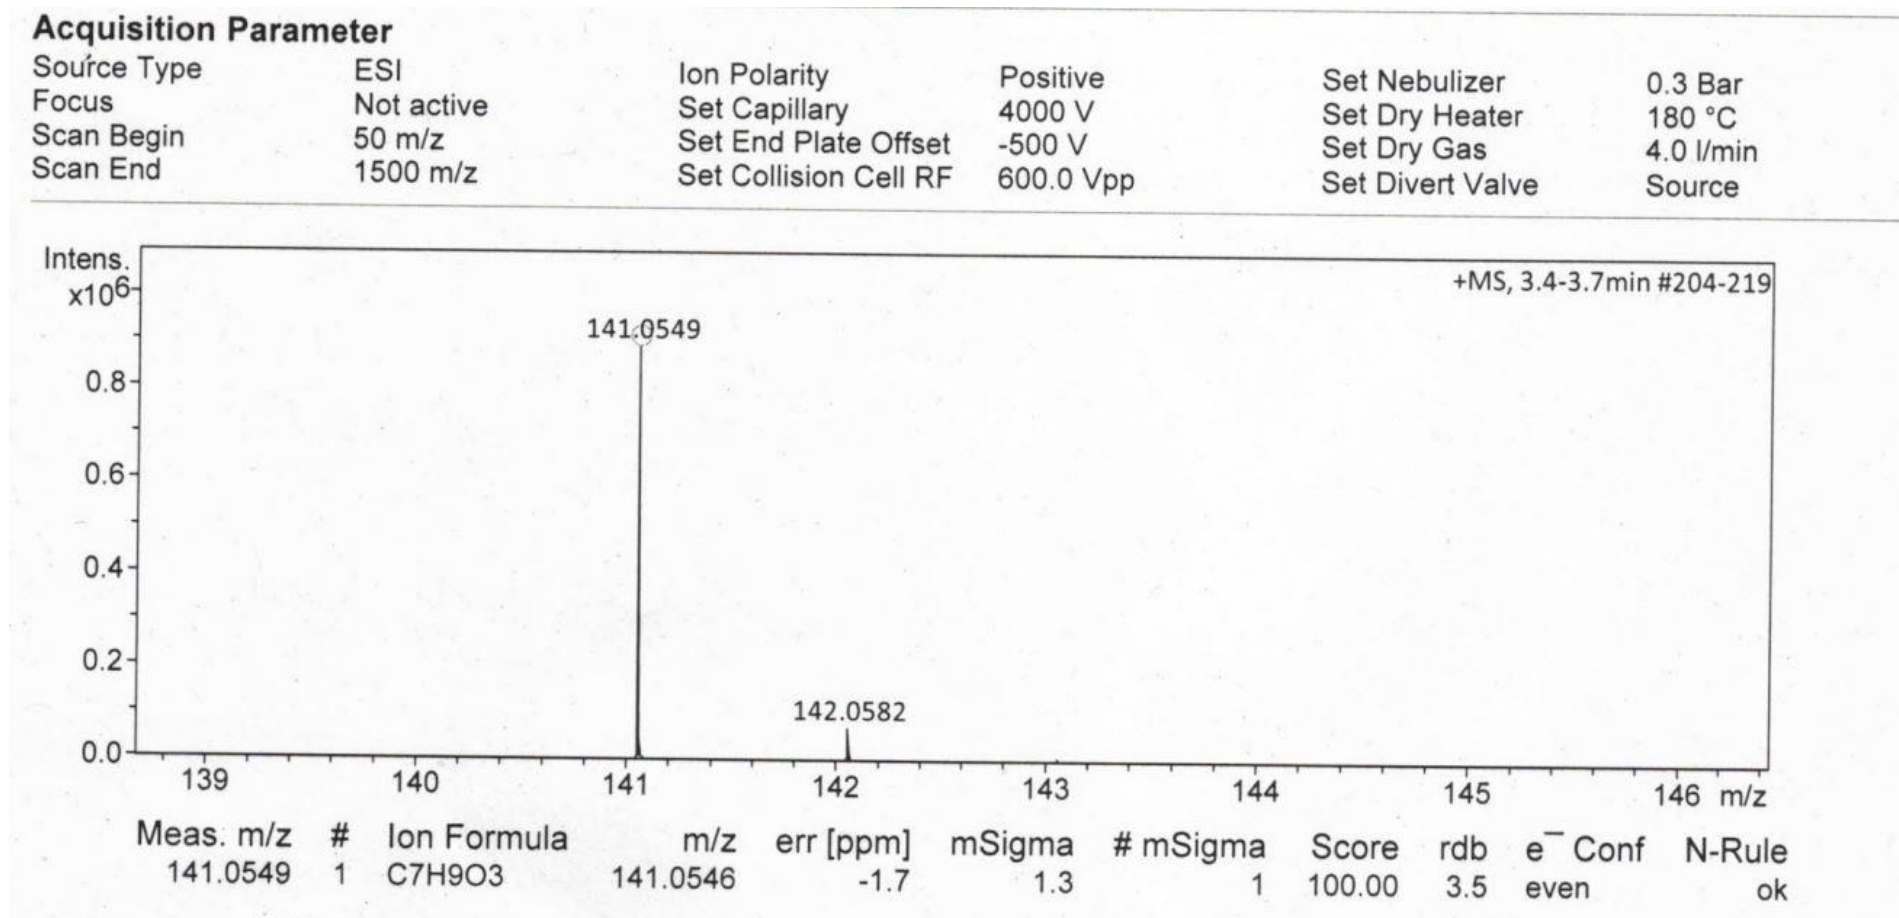 Acquisition Parameter
Source Type ESI Ion Polarity Positive Set Nebulizer 0.3 Bar
Focus Not active Set Capillary 4000 V Set Dry Heater 180 °C
Scan Begin 50 m/z Set End Plate Offset -500 V Set Dry Gas 4.0 l/min
Scan End 1500 m/z Set Collision Cell RF 600.0 Vpp Set Divert Valve Source
Intens.
x10⁶
+MS, 3.4-3.7min #204-219
141.0549
0.8
0.6
0.4
0.2
142.0582
0.0
139 140 141 142 143 144 145 146 m/z
Meas. m/z # Ion Formula m/z err [ppm] mSigma # mSigma Score rdb e⁻ Conf N-Rule
141.0549 1 C7H9O3 141.0546 -1.7 1.3 1 100.00 3.5 even ok